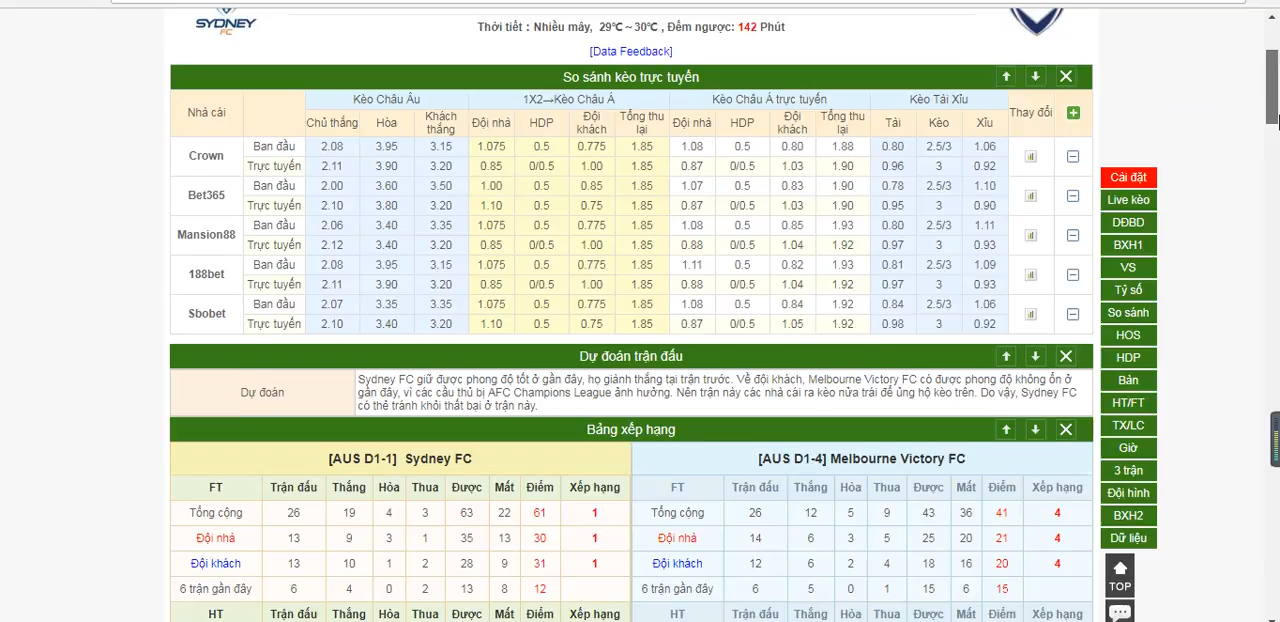 SYDNEY
FC
Thời tiết : Nhiều mây, 29℃～30℃ , Đếm ngược: 142 Phút
[Data Feedback]
So sánh kèo trực tuyến
Nhà cái Kèo Châu Âu 1X2→Kèo Châu Á Kèo Châu Á trực tuyến Kèo Tài Xỉu Thay đổi
Chủ thắng Hòa Khách thắng Đội nhà HDP Đội khách Tổng thu lại Đội nhà HDP Đội khách Tổng thu lại Tài Kèo Xỉu
Crown Ban đầu 2.08 3.95 3.15 1.075 0.5 0.775 1.85 1.08 0.5 0.80 1.88 0.80 2.5/3 1.06
Trực tuyến 2.11 3.90 3.20 0.85 0/0.5 1.00 1.85 0.87 0/0.5 1.03 1.90 0.96 3 0.92
Bet365 Ban đầu 2.00 3.60 3.50 1.00 0.5 0.85 1.85 1.07 0.5 0.83 1.90 0.78 2.5/3 1.10
Trực tuyến 2.10 3.80 3.20 1.10 0.5 0.75 1.85 0.87 0/0.5 1.03 1.90 0.95 3 0.90
Mansion88 Ban đầu 2.06 3.40 3.35 1.075 0.5 0.775 1.85 1.08 0.5 0.85 1.93 0.80 2.5/3 1.11
Trực tuyến 2.12 3.40 3.20 0.85 0/0.5 1.00 1.85 0.88 0/0.5 1.04 1.92 0.97 3 0.93
188bet Ban đầu 2.08 3.95 3.15 1.075 0.5 0.775 1.85 1.11 0.5 0.82 1.93 0.81 2.5/3 1.09
Trực tuyến 2.11 3.90 3.20 0.85 0/0.5 1.00 1.85 0.88 0/0.5 1.04 1.92 0.97 3 0.93
Sbobet Ban đầu 2.07 3.35 3.35 1.075 0.5 0.775 1.85 1.08 0.5 0.84 1.92 0.84 2.5/3 1.06
Trực tuyến 2.10 3.40 3.20 1.10 0.5 0.75 1.85 0.87 0/0.5 1.05 1.92 0.98 3 0.92
Dự đoán trận đấu
Dự đoán
Sydney FC giữ được phong độ tốt ở gần đây, họ giành thắng tại trận trước. Về đội khách, Melbourne Victory FC có được phong độ không ổn ở
gần đây, vì các cầu thủ bị AFC Champions League ảnh hưởng. Nên trận này các nhà cái ra kèo nửa trái để ủng hộ kèo trên. Do vậy, Sydney FC
có thể tránh khỏi thất bại ở trận này.
Bảng xếp hạng
[AUS D1-1] Sydney FC
FT Trận đấu Thắng Hòa Thua Được Mất Điểm Xếp hạng
Tổng cộng 26 19 4 3 63 22 61 1
Đội nhà 13 9 3 1 35 13 30 1
Đội khách 13 10 1 2 28 9 31 1
6 trận gần đây 6 4 0 13 8 12
HT Trận đấu Thắng Hòa Thua Được Mất Điểm Xếp hạng
[AUS D1-4] Melbourne Victory FC
FT Trận đấu Thắng Hòa Thua Được Mất Điểm Xếp hạng
Tổng cộng 26 12 5 9 43 36 41 4
Đội nhà 14 6 3 5 25 20 21 4
Đội khách 12 6 2 4 18 16 20 4
6 trận gần đây 6 5 0 1 15 6 15
HT Trận đấu Thắng Hòa Thua Được Mất Điểm Xếp hạng
Cài đặt
Live kèo
DĐBD
BXH1
VS
Tỷ số
So sánh
HOS
HDP
Bàn
HT/FT
TX/LC
Giờ
3 trận
Đội hình
BXH2
Dữ liệu
TOP